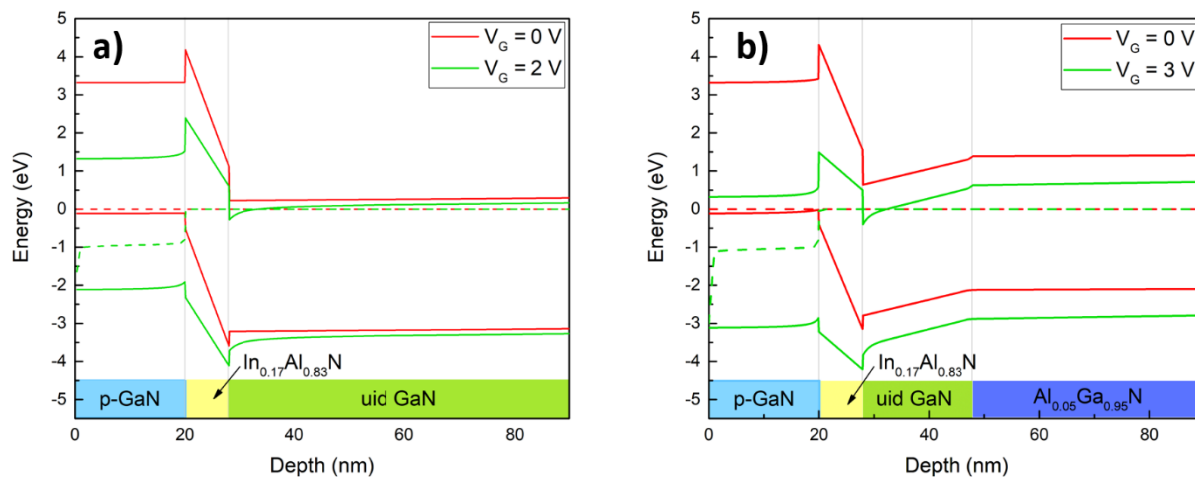 a)
V_G = 0 V
V_G = 2 V
5
4
3
2
1
0
-1
-2
-3
-4
-5
Energy (eV)
In0.17Al0.83N
p-GaN
uid GaN
0
20
40
60
80
Depth (nm)
b)
V_G = 0 V
V_G = 3 V
5
4
3
2
1
0
-1
-2
-3
-4
-5
Energy (eV)
In0.17Al0.83N
p-GaN
uid GaN
Al0.05Ga0.95N
0
20
40
60
80
Depth (nm)